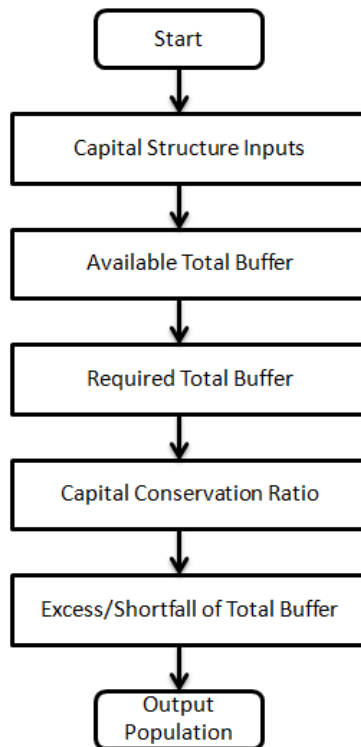 Start
Capital Structure Inputs
Available Total Buffer
Required Total Buffer
Capital Conservation Ratio
Excess/Shortfall of Total Buffer
Output
Population